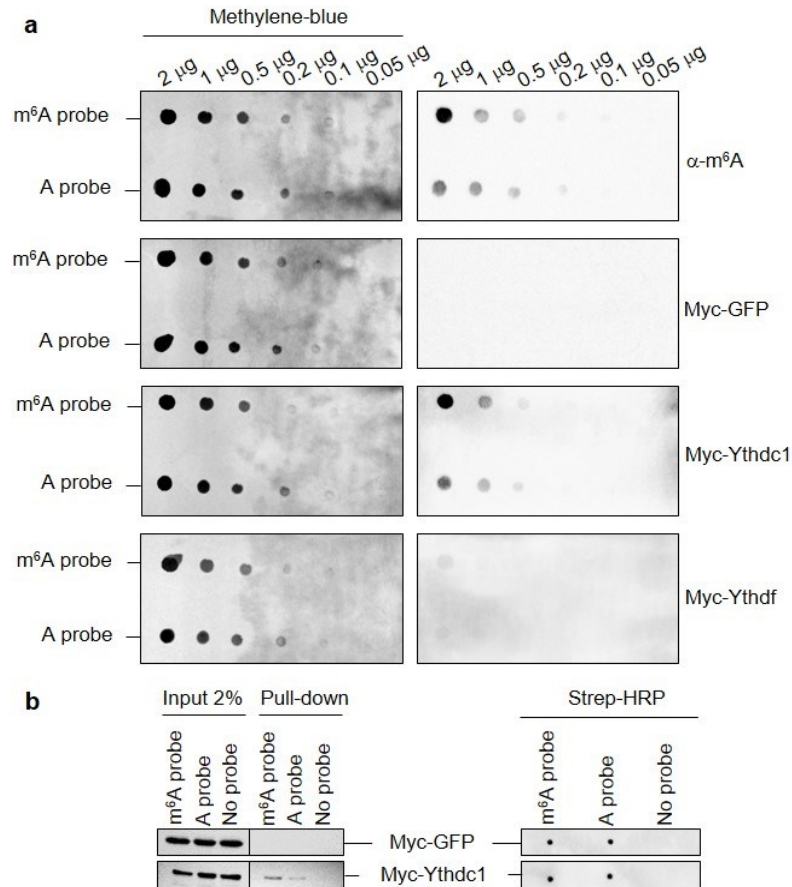 a
Methylene-blue
2 µg 1 µg 0.5 µg 0.2 µg 0.1 µg 0.05 µg
2 µg 1 µg 0.5 µg 0.2 µg 0.1 µg 0.05 µg
m⁶A probe
A probe
α-m⁶A
m⁶A probe
A probe
Myc-GFP
m⁶A probe
A probe
Myc-Ythdc1
m⁶A probe
A probe
Myc-Ythdf
b
Input 2% Pull-down Strep-HRP
m⁶A probe A probe No probe m⁶A probe A probe No probe m⁶A probe A probe No probe
Myc-GFP
Myc-Ythdc1